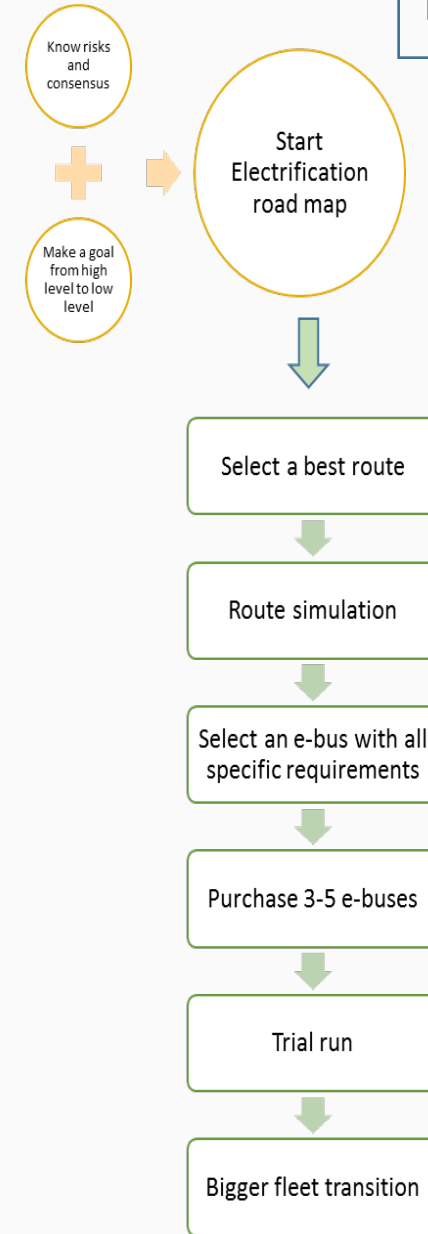 Know risks
and
consensus
Make a goal
from high
level to low
level
Start
Electrification
road map
Select a best route
Route simulation
Select an e-bus with all
specific requirements
Purchase 3-5 e-buses
Trial run
Bigger fleet transition